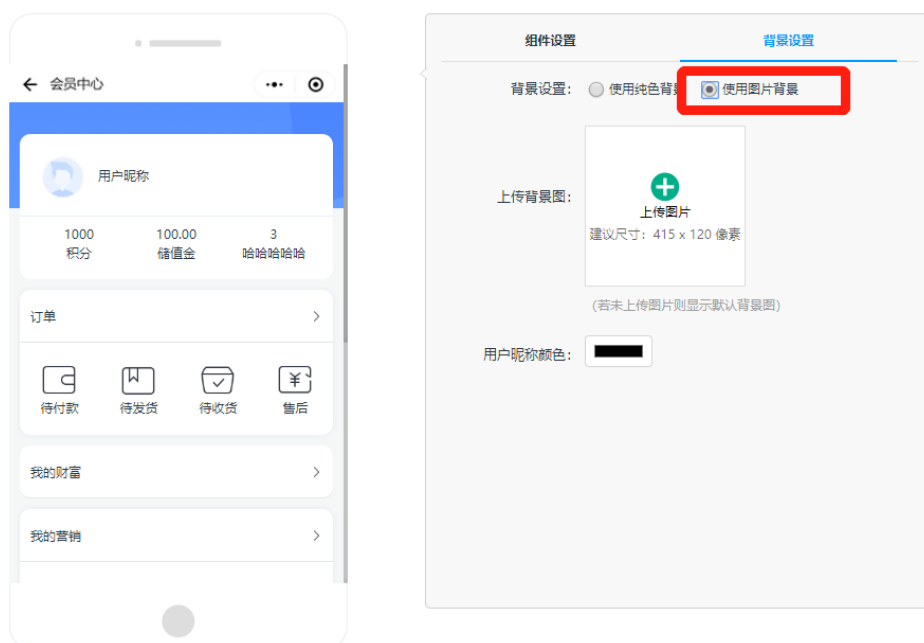 会员中心
用户昵称
1000 100.00 3
积分 储值金 哈哈哈哈哈
订单
待付款 待发货 待收货 售后
我的财富
我的营销
组件设置 背景设置
背景设置： 使用纯色背景 使用图片背景
上传背景图：
上传图片
建议尺寸：415 x 120 像素
(若未上传图片则显示默认背景图)
用户昵称颜色：